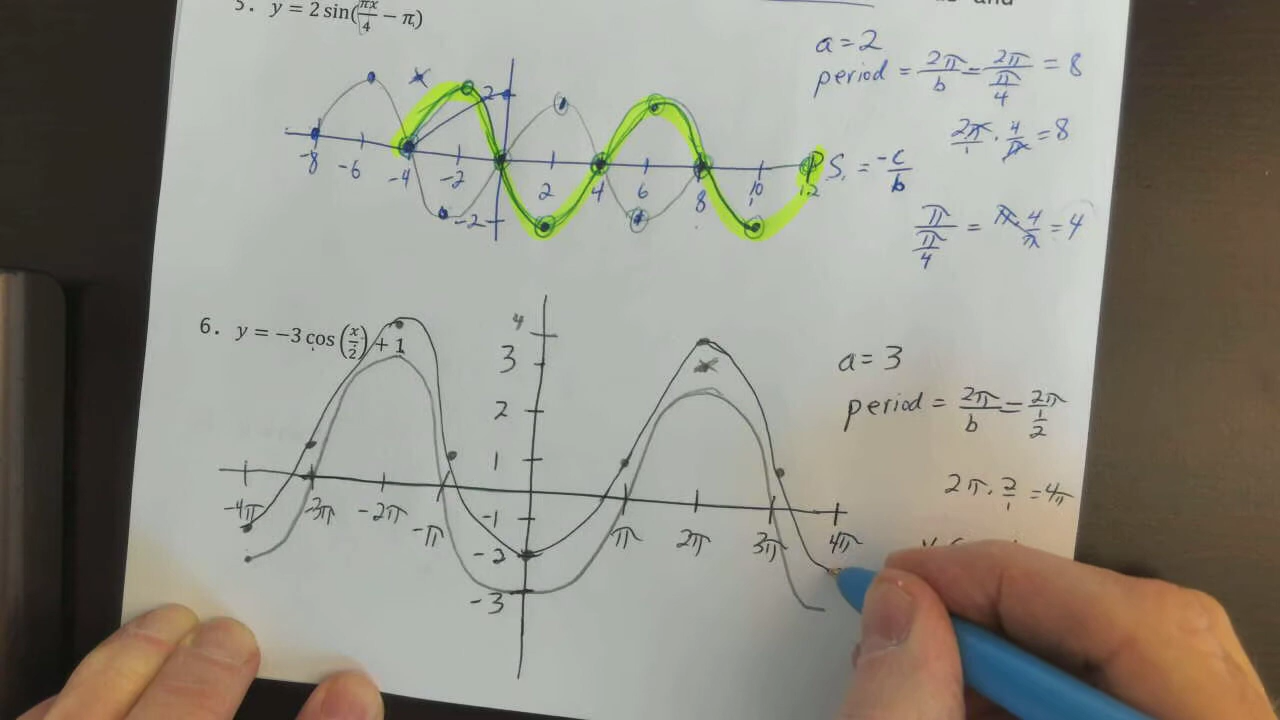 and
5. y = 2 sin(πx/4 − π)
a = 2
period = 2π/b = 2π/(π/4) = 8
2π/1 · 4/π = 8
2
-8 -6 -4 -2 2 4 6 8 10 12
-2
P.S. = -c/b
π/(π/4) = π · 4/π = 4
6. y = −3 cos(x/2) + 1
4
3
2
1
-4π -3π -2π -π π 2π 3π 4π
-1
-2
-3
a = 3
period = 2π/b = 2π/(1/2)
2π · 2/1 = 4π